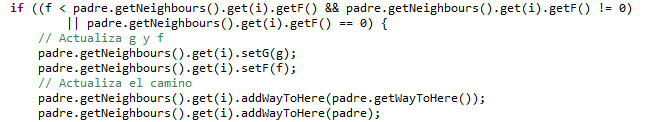 if ((f < padre.getNeighbours().get(i).getF() && padre.getNeighbours().get(i).getF() != 0)
|| padre.getNeighbours().get(i).getF() == 0) {
// Actualiza g y f
padre.getNeighbours().get(i).setG(g);
padre.getNeighbours().get(i).setF(f);
// Actualiza el camino
padre.getNeighbours().get(i).addWayToHere(padre.getWayToHere());
padre.getNeighbours().get(i).addWayToHere(padre);